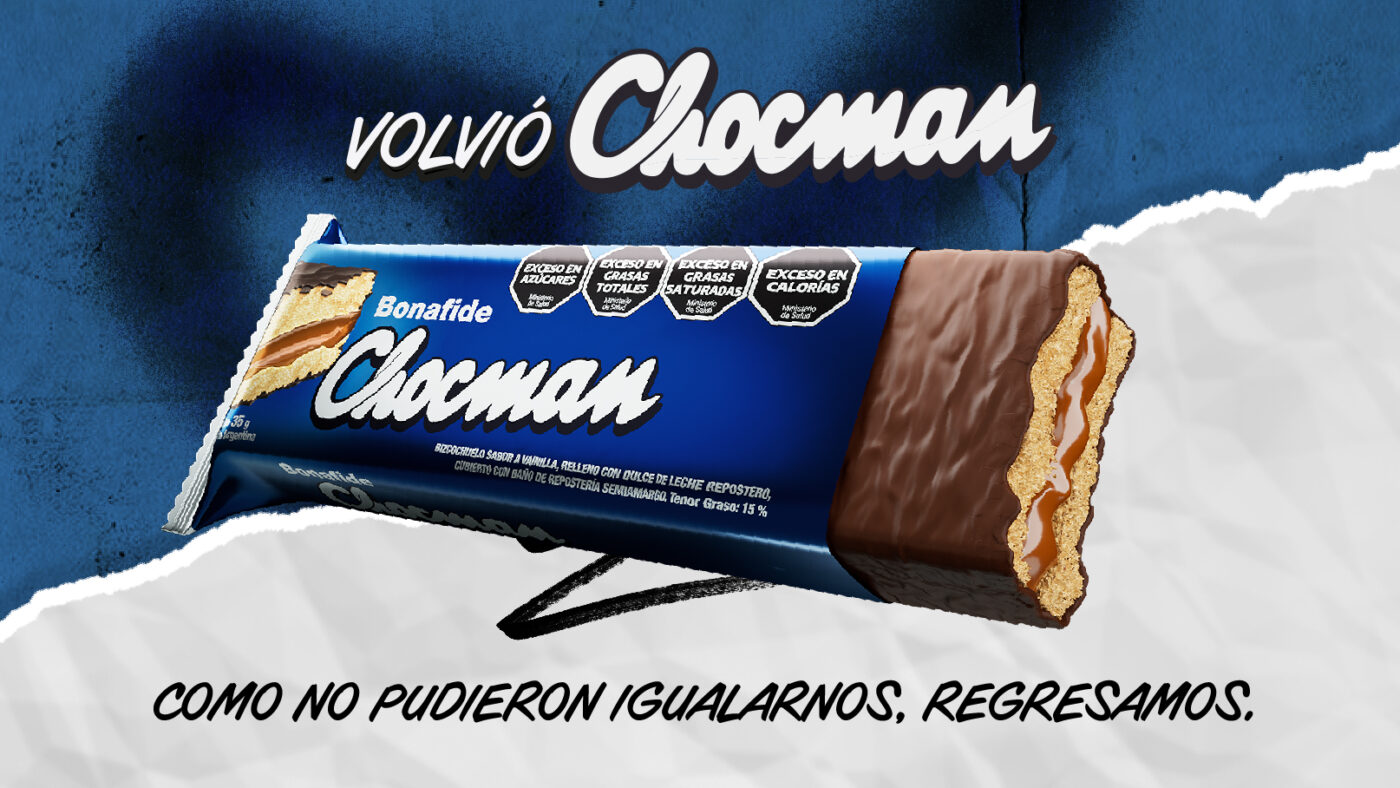 VOLVIÓ Chocman
EXCESO EN
AZÚCARES
Ministerio
de Salud
EXCESO EN
GRASAS
TOTALES
Ministerio
de Salud
EXCESO EN
GRASAS
SATURADAS
Ministerio
de Salud
EXCESO EN
CALORÍAS
Ministerio
de Salud
Bonafide
Chocman
35 g
Argentina
BIZCOCHUELO SABOR A VAINILLA, RELLENO CON DULCE DE LECHE REPOSTERO,
CUBIERTO CON BAÑO DE REPOSTERÍA SEMIAMARGO. Tenor Graso: 15 %
Bonafide
Chocman
COMO NO PUDIERON IGUALARNOS, REGRESAMOS.